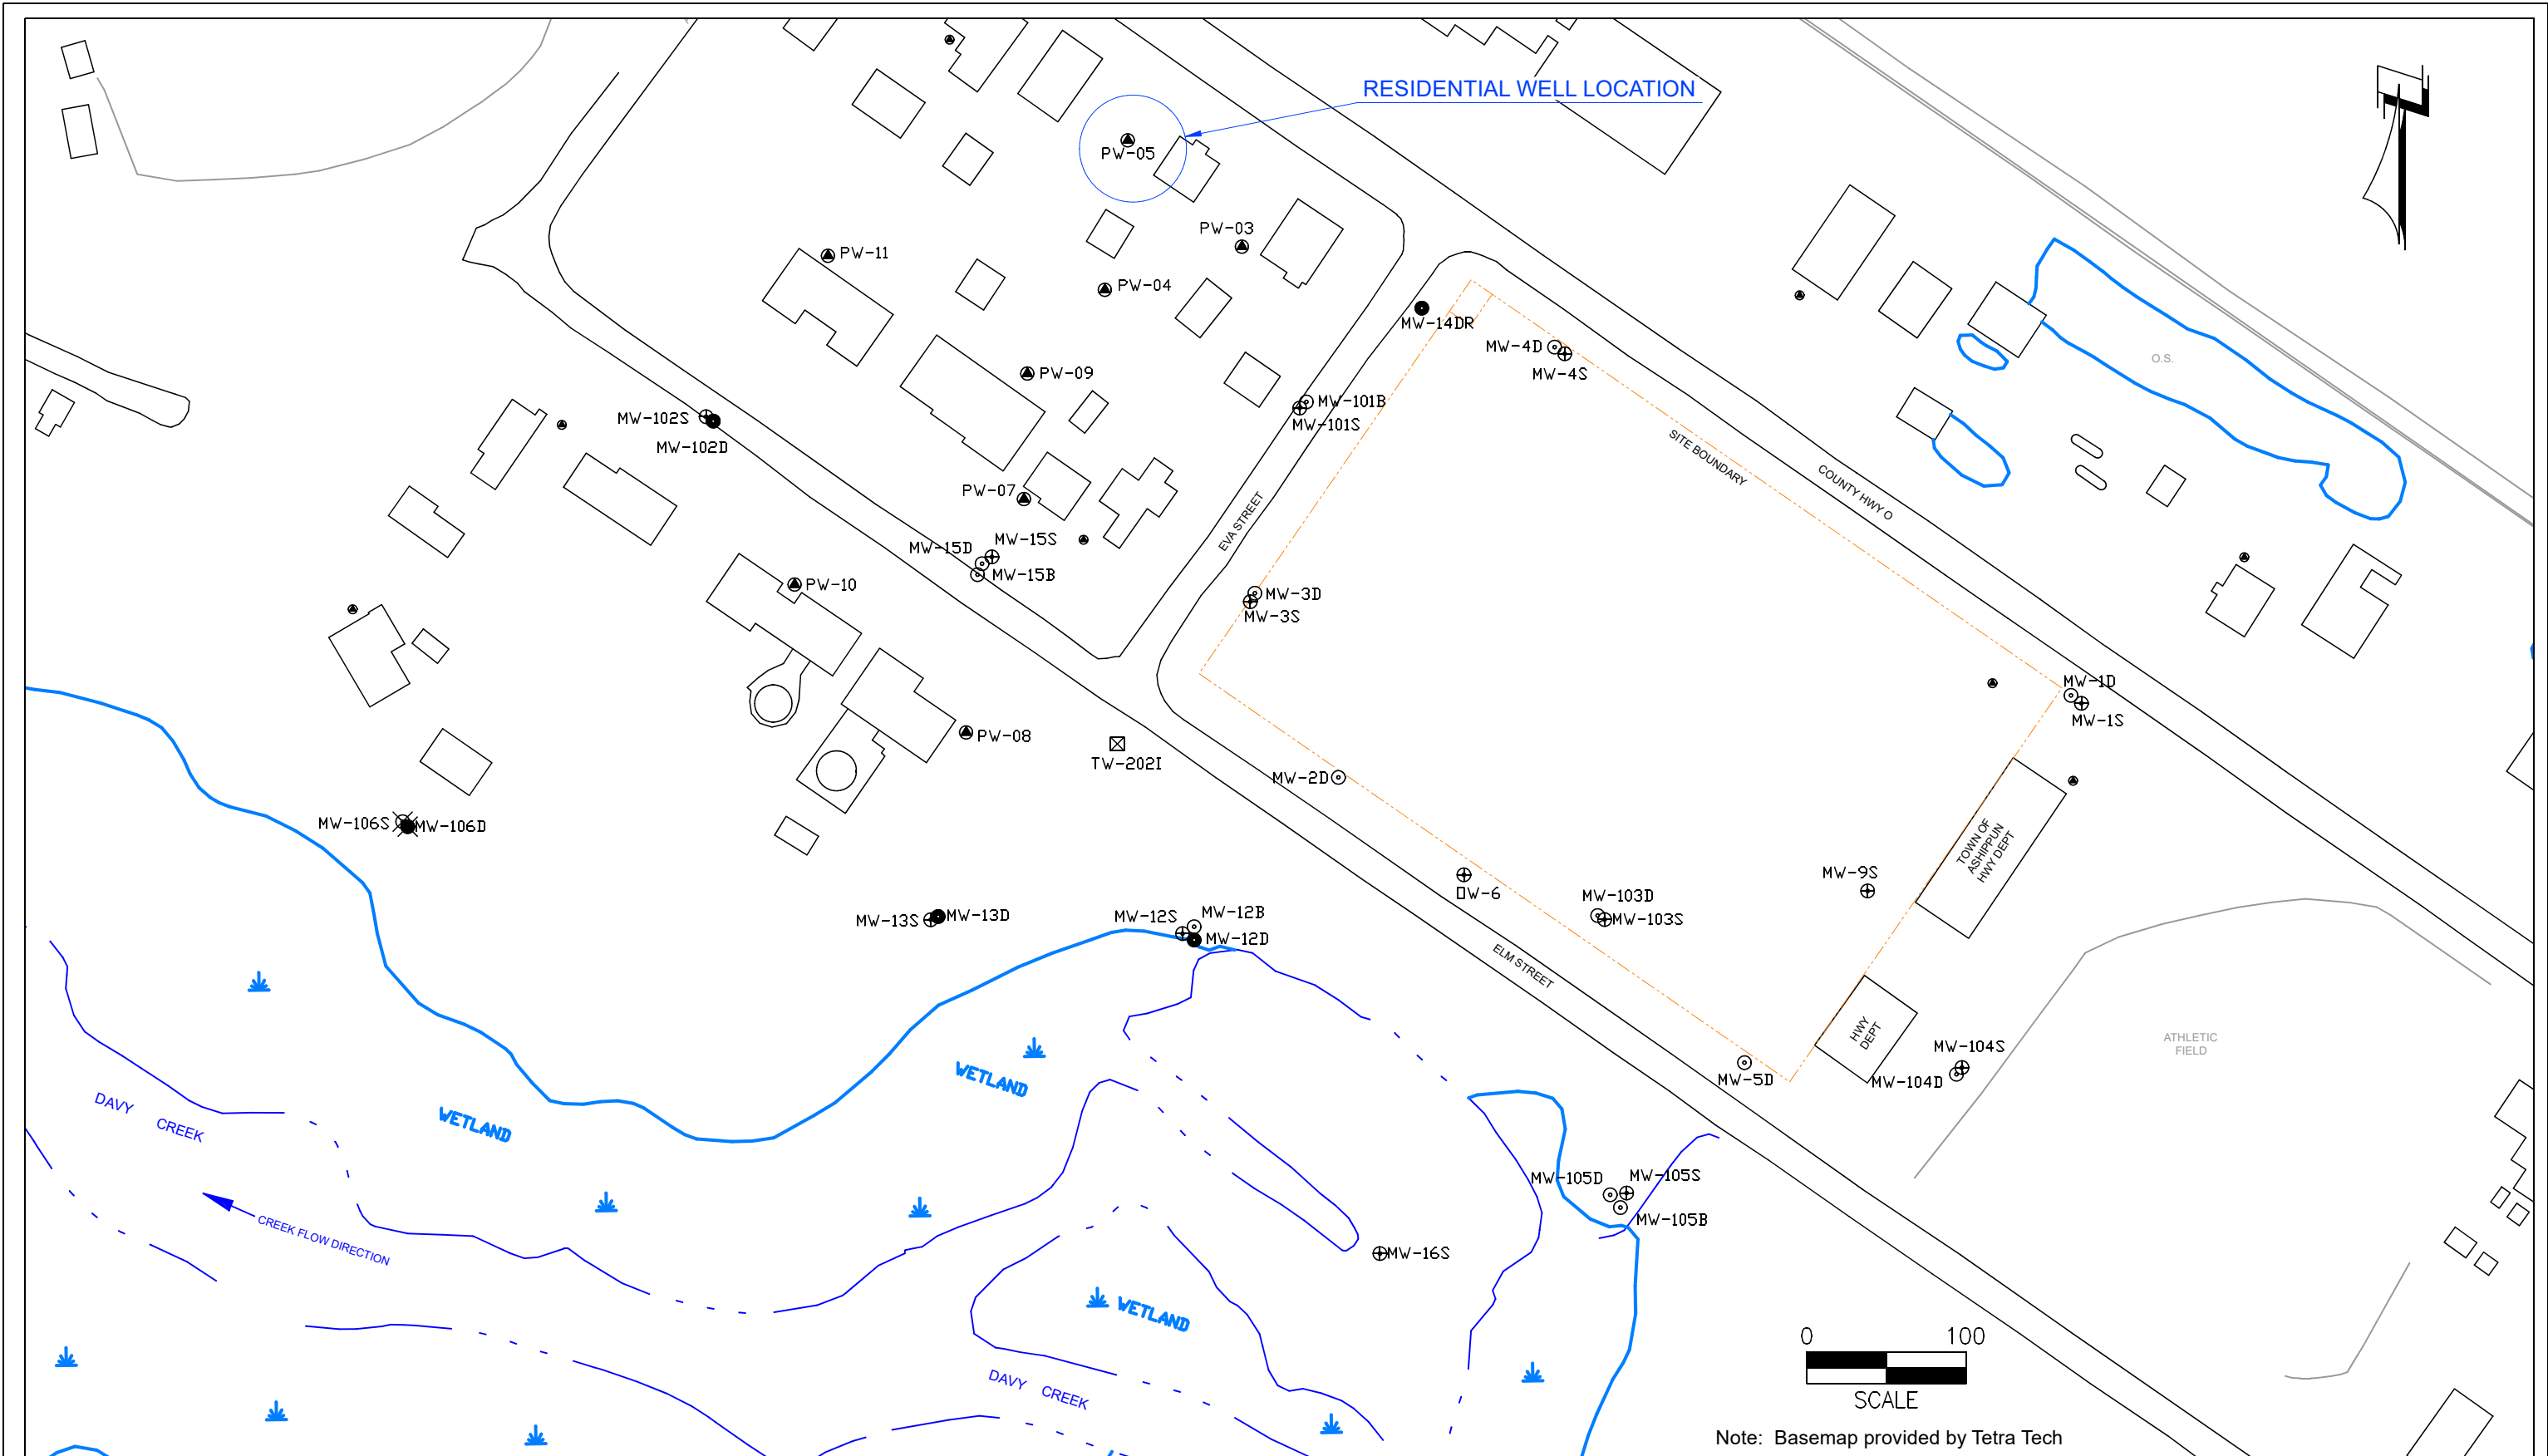 RESIDENTIAL WELL LOCATION
PW-05
PW-03
PW-11
PW-04
MW-14DR
MW-4D
MW-4S
O.S.
PW-09
MW-101B
MW-101S
MW-102S
MW-102D
SITE BOUNDARY
COUNTY HWY O
PW-07
EVA STREET
MW-15S
MW-15D
MW-15B
PW-10
MW-3D
MW-3S
MW-1D
MW-1S
PW-08
TW-202I
MW-2D
MW-106S
MW-106D
TOWN OF
ASHIPPUN
HWY DEPT
MW-9S
OW-6
MW-103D
MW-103S
MW-13S
MW-13D
MW-12S
MW-12B
MW-12D
ELM STREET
HWY
DEPT
ATHLETIC
FIELD
MW-104S
MW-104D
MW-5D
WETLAND
WETLAND
DAVY CREEK
MW-105D
MW-105S
MW-105B
CREEK FLOW DIRECTION
MW-16S
WETLAND
DAVY CREEK
0 100
SCALE
Note: Basemap provided by Tetra Tech